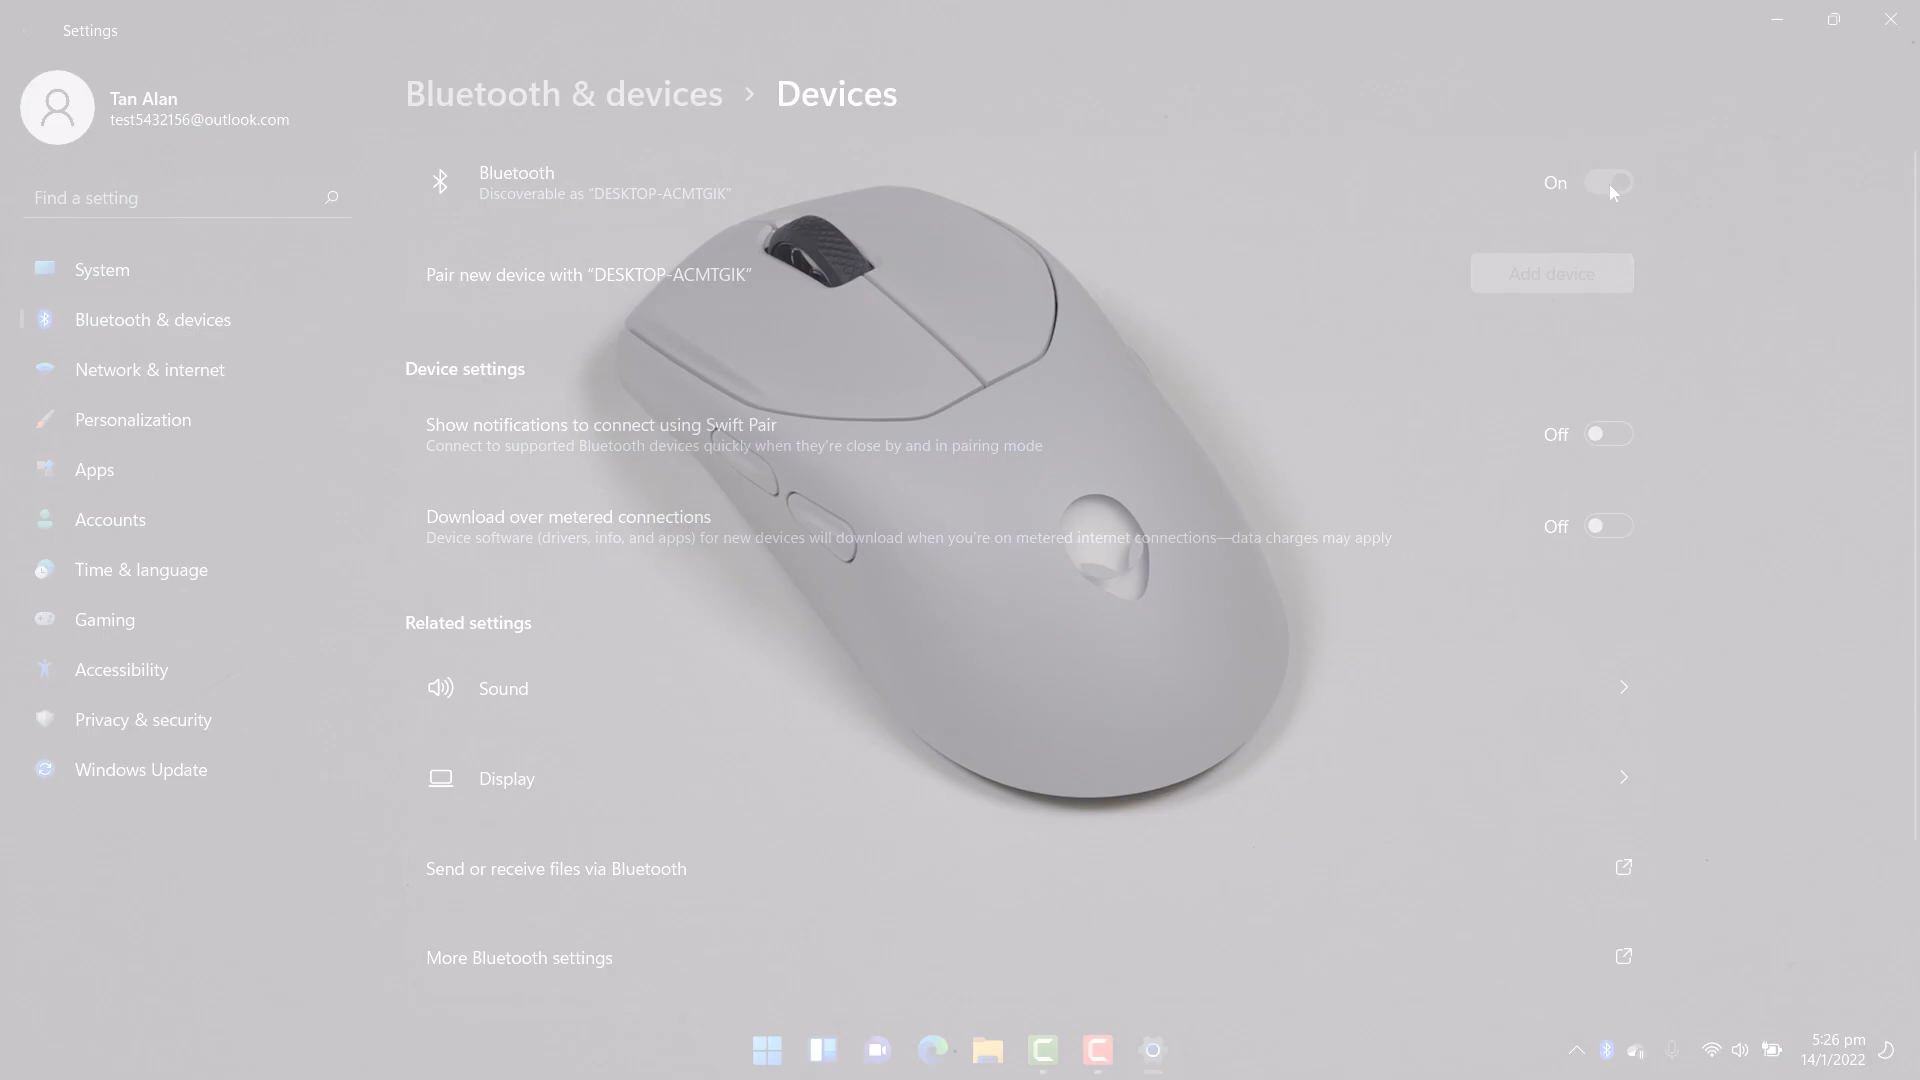 Settings
Tan Alan
test5432156@outlook.com
Find a setting
System
Bluetooth & devices
Network & internet
Personalization
Apps
Accounts
Time & language
Gaming
Accessibility
Privacy & security
Windows Update
Bluetooth & devices > Devices
Bluetooth
Discoverable as “DESKTOP-ACMTGIK”
On
Pair new device with “DESKTOP-ACMTGIK”
Add device
Device settings
Show notifications to connect using Swift Pair
Connect to supported Bluetooth devices quickly when they’re close by and in pairing mode
Off
Download over metered connections
Device software (drivers, info, and apps) for new devices will download when you’re on metered internet connections—data charges may apply
Off
Related settings
Sound
Display
Send or receive files via Bluetooth
More Bluetooth settings
5:26 pm
14/1/2022